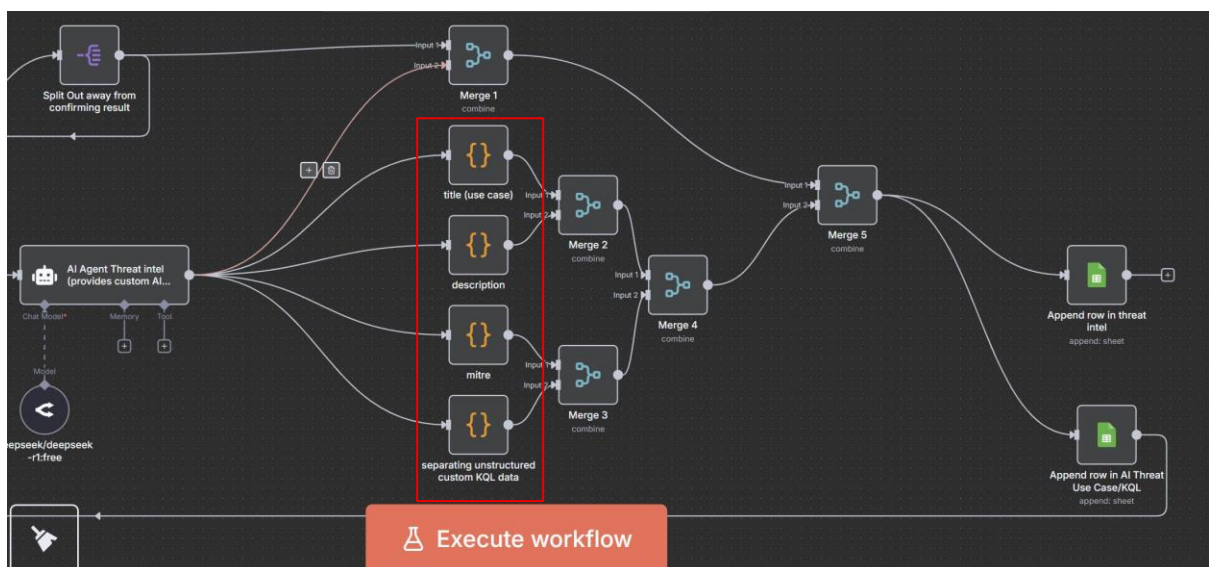 Split Out away from
confirming result
Input 1
Input 2
Merge 1
combine
title (use case)
description
mitre
separating unstructured
custom KQL data
Input 1
Input 2
Merge 2
combine
Input 1
Input 2
Merge 3
combine
Input 1
Input 2
Merge 4
combine
Input 1
Input 2
Merge 5
combine
AI Agent Threat intel
(provides custom AI...
Chat Model*
Memory
Tool
Model
eepseek/deepseek
-r1:free
Append row in threat
intel
append: sheet
Append row in AI Threat
Use Case/KQL
append: sheet
Execute workflow